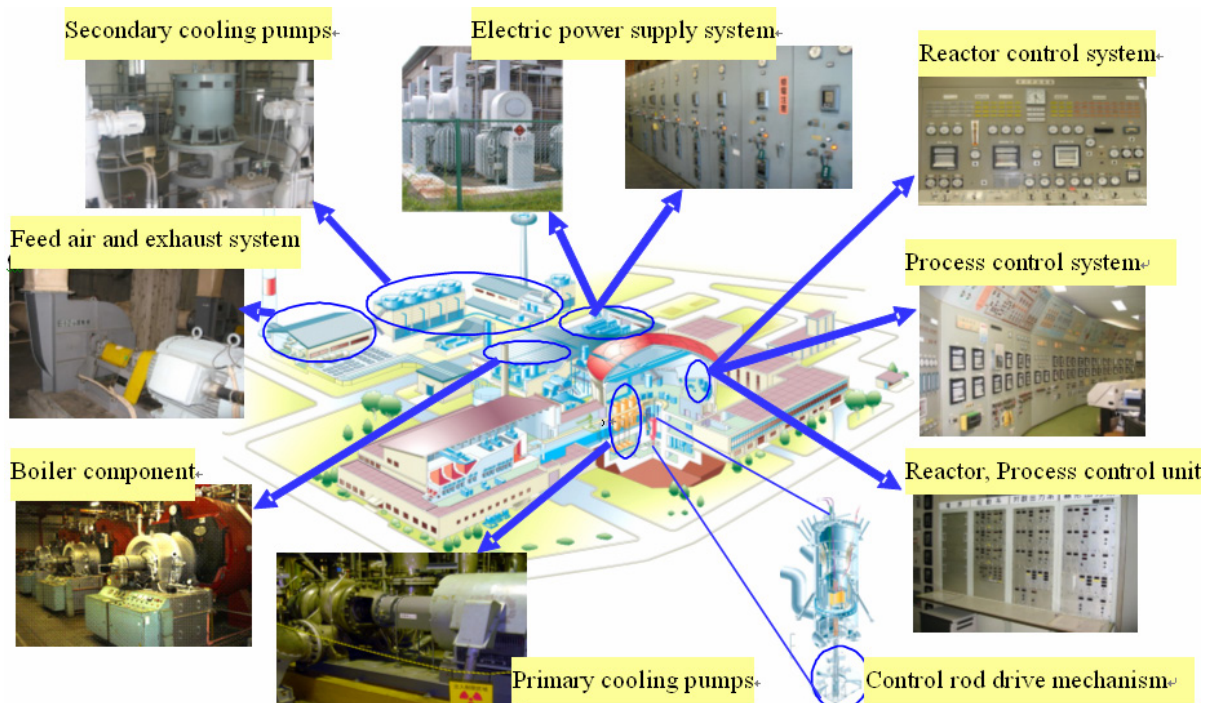 Secondary cooling pumps
Electric power supply system
Reactor control system
Feed air and exhaust system
Process control system
Boiler component
Reactor, Process control unit
Primary cooling pumps
Control rod drive mechanism